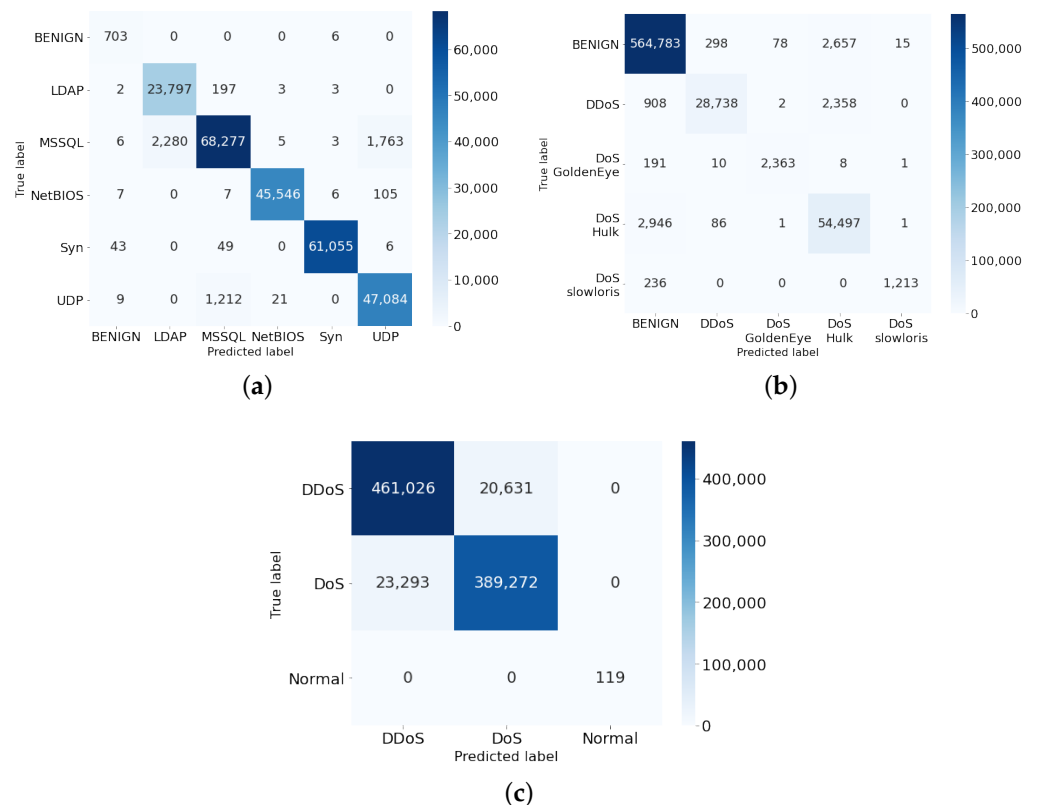 BENIGN 703 0 0 0 6 0
LDAP 2 23,797 197 3 3 0
MSSQL 6 2,280 68,277 5 3 1,763
NetBIOS 7 0 7 45,546 6 105
Syn 43 0 49 0 61,055 6
UDP 9 0 1,212 21 0 47,084
BENIGN LDAP MSSQL NetBIOS Syn UDP
Predicted label
True label
60,000
50,000
40,000
30,000
20,000
10,000
0
(a)
BENIGN 564,783 298 78 2,657 15
DDoS 908 28,738 2 2,358 0
DoS
GoldenEye 191 10 2,363 8 1
DoS
Hulk 2,946 86 1 54,497 1
DoS
slowloris 236 0 0 0 1,213
BENIGN DDoS DoS DoS DoS
GoldenEye Hulk slowloris
Predicted label
True label
500,000
400,000
300,000
200,000
100,000
0
(b)
DDoS 461,026 20,631 0
DoS 23,293 389,272 0
Normal 0 0 119
DDoS DoS Normal
Predicted label
True label
400,000
300,000
200,000
100,000
0
(c)